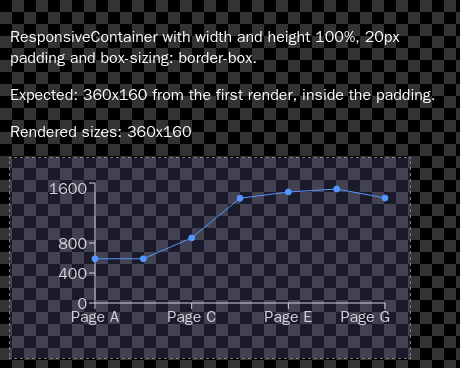 ResponsiveContainer with width and height 100%, 20px
padding and box-sizing: border-box.
Expected: 360x160 from the first render, inside the padding.
Rendered sizes: 360x160
1600
800
400
0
Page A Page C Page E Page G